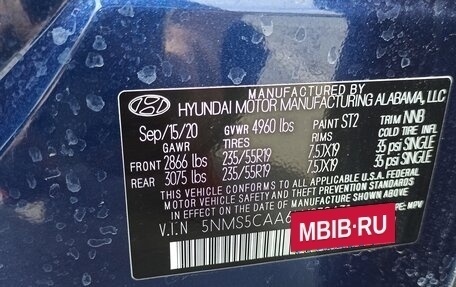 MANUFACTURED BY
HYUNDAI MOTOR MANUFACTURING ALABAMA, LLC
Sep/15/20 GVWR 4960 lbs PAINT ST2 TRIM NNB
GAWR TIRES RIMS COLD TIRE INFL
FRONT 2866 lbs 235/55R19 7.5JX19 35 psi SINGLE
REAR 3075 lbs 235/55R19 7.5JX19 35 psi SINGLE
THIS VEHICLE CONFORMS TO ALL APPLICABLE U.S.A. FEDERAL
MOTOR VEHICLE SAFETY AND THEFT PREVENTION STANDARDS
IN EFFECT ON THE DATE OF MANUFACTURE SHOWN ABOVE
V.I.N 5NMS5CAA
MPV
МВІВ.RU